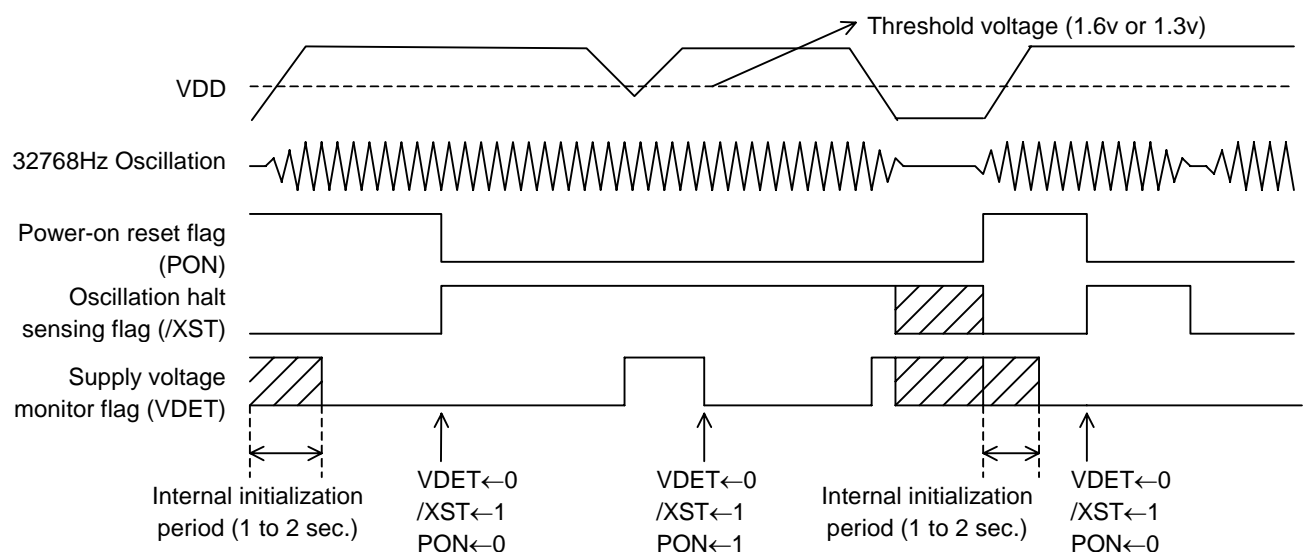 Threshold voltage (1.6v or 1.3v)
VDD
32768Hz Oscillation
Power-on reset flag
(PON)
Oscillation halt
sensing flag (/XST)
Supply voltage
monitor flag (VDET)
Internal initialization
period (1 to 2 sec.)
VDET←0
/XST←1
PON←0
VDET←0
/XST←1
PON←1
Internal initialization
period (1 to 2 sec.)
VDET←0
/XST←1
PON←0